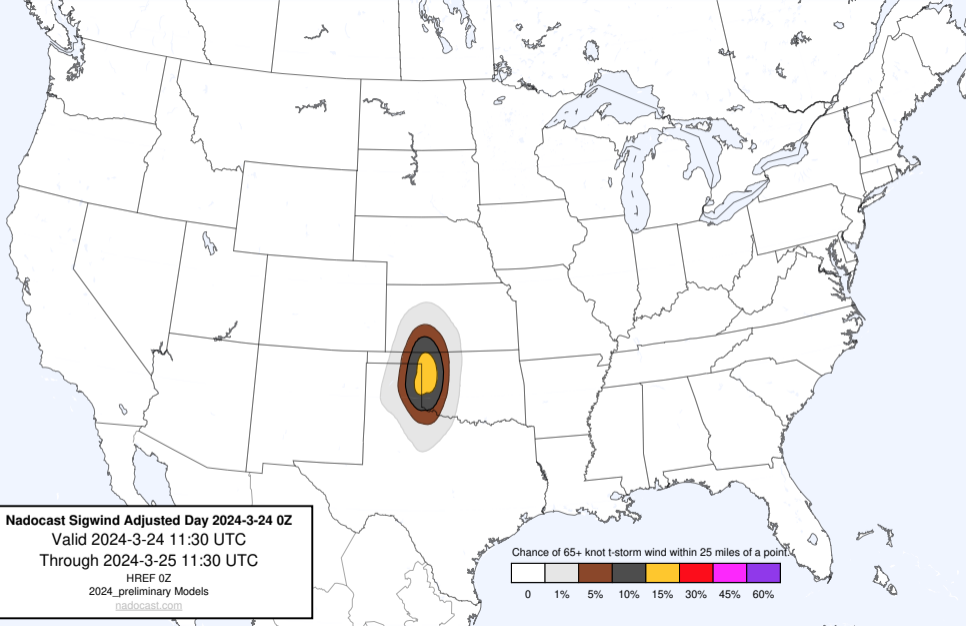 Nadocast Sigwind Adjusted Day 2024-3-24 0Z
Valid 2024-3-24 11:30 UTC
Through 2024-3-25 11:30 UTC
HREF 0Z
2024_preliminary Models
nadocast.com
Chance of 65+ knot t-storm wind within 25 miles of a point.
0 1% 5% 10% 15% 30% 45% 60%